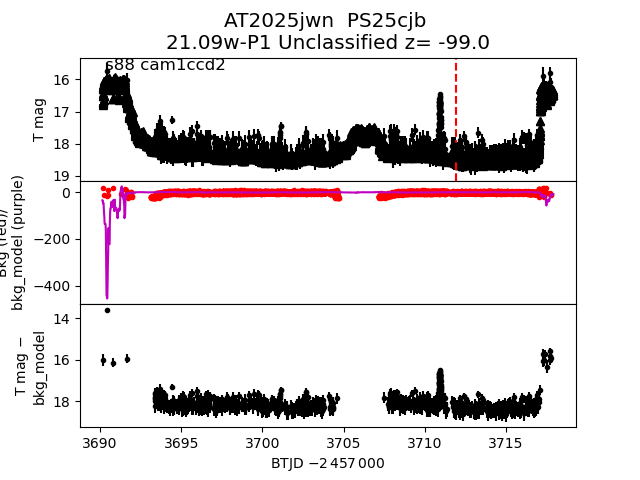 AT2025jwn PS25cjb
21.09w-P1 Unclassified z= -99.0
s88 cam1ccd2
T mag
16
17
18
19
Bkg (red)/
bkg_model (purple)
0
−200
−400
T mag −
bkg_model
14
16
18
3690
3695
3700
3705
3710
3715
BTJD −2 457 000